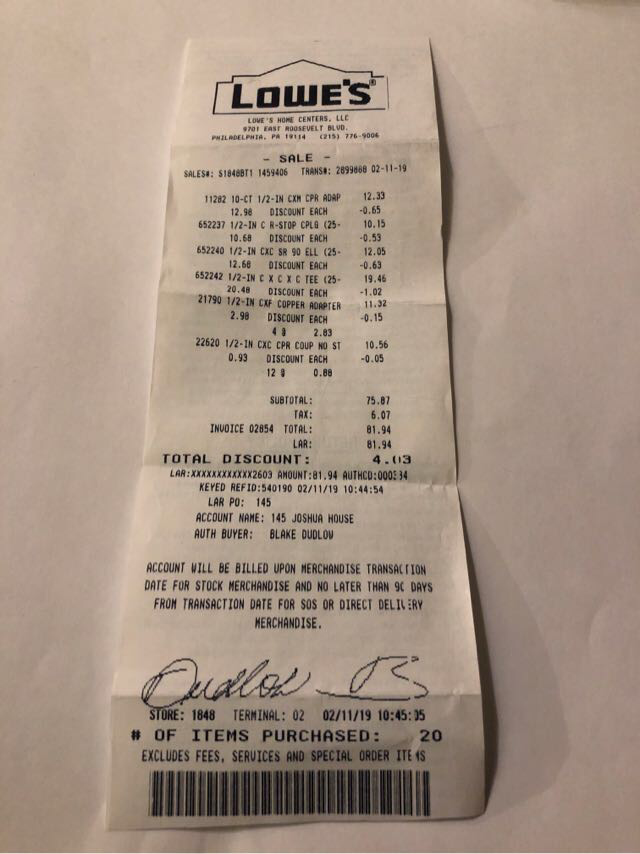 LOWE'S®
LOWE'S HOME CENTERS, LLC
9701 EAST ROOSEVELT BLVD.
PHILADELPHIA, PA 19114 (215) 776-9006
- SALE -
SALES#: S1848BT1 1459406 TRANS#: 2899868 02-11-19
11282 10-CT 1/2-IN CXM CPR ADAP 12.33
12.98 DISCOUNT EACH -0.65
652237 1/2-IN C R-STOP CPLG (25- 10.15
10.68 DISCOUNT EACH -0.53
652240 1/2-IN CXC SR 90 ELL (25- 12.05
12.68 DISCOUNT EACH -0.63
652242 1/2-IN C X C X C TEE (25- 19.46
20.48 DISCOUNT EACH -1.02
21790 1/2-IN CXF COPPER ADAPTER 11.32
2.98 DISCOUNT EACH -0.15
4 @ 2.83
22620 1/2-IN CXC CPR COUP NO ST 10.56
0.93 DISCOUNT EACH -0.05
12 @ 0.88
SUBTOTAL: 75.87
TAX: 6.07
INVOICE 02854 TOTAL: 81.94
LAR: 81.94
TOTAL DISCOUNT: 4.03
LAR:XXXXXXXXXXXX2603 AMOUNT:81.94
KEYED REFID:540190 02/11/19 10:44:54
LAR PO: 145
ACCOUNT NAME: 145 JOSHUA HOUSE
AUTH BUYER: BLAKE DUDLOW
ACCOUNT WILL BE BILLED UPON MERCHANDISE TRANSACTION
DATE FOR STOCK MERCHANDISE AND NO LATER THAN 90 DAYS
FROM TRANSACTION DATE FOR SOS OR DIRECT DELIVERY
MERCHANDISE.
Dudlow B
STORE: 1848 TERMINAL: 02 02/11/19 10:45:35
# OF ITEMS PURCHASED: 20
EXCLUDES FEES, SERVICES AND SPECIAL ORDER ITEMS